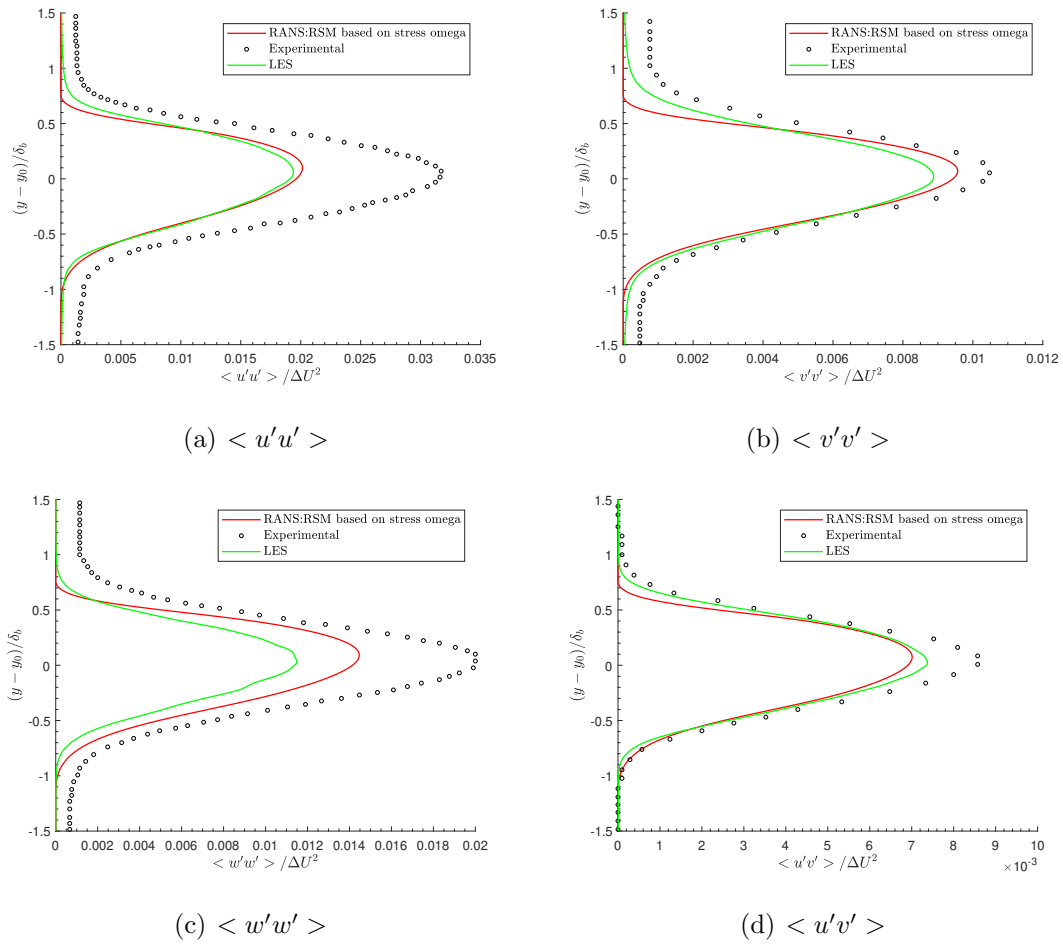 1.5
1
0.5
0
-0.5
-1
-1.5
(y − y₀)/δ_b
RANS:RSM based on stress omega
Experimental
LES
0 0.005 0.01 0.015 0.02 0.025 0.03 0.035
< u′u′ > /ΔU²
(a) < u′u′ >
1.5
1
0.5
0
-0.5
-1
-1.5
(y − y₀)/δ_b
RANS:RSM based on stress omega
Experimental
LES
0 0.002 0.004 0.006 0.008 0.01 0.012
< v′v′ > /ΔU²
(b) < v′v′ >
1.5
1
0.5
0
-0.5
-1
-1.5
(y − y₀)/δ_b
RANS:RSM based on stress omega
Experimental
LES
0 0.002 0.004 0.006 0.008 0.01 0.012 0.014 0.016 0.018 0.02
< w′w′ > /ΔU²
(c) < w′w′ >
1.5
1
0.5
0
-0.5
-1
-1.5
(y − y₀)/δ_b
RANS:RSM based on stress omega
Experimental
LES
0 1 2 3 4 5 6 7 8 9 10
×10⁻³
< u′v′ > /ΔU²
(d) < u′v′ >